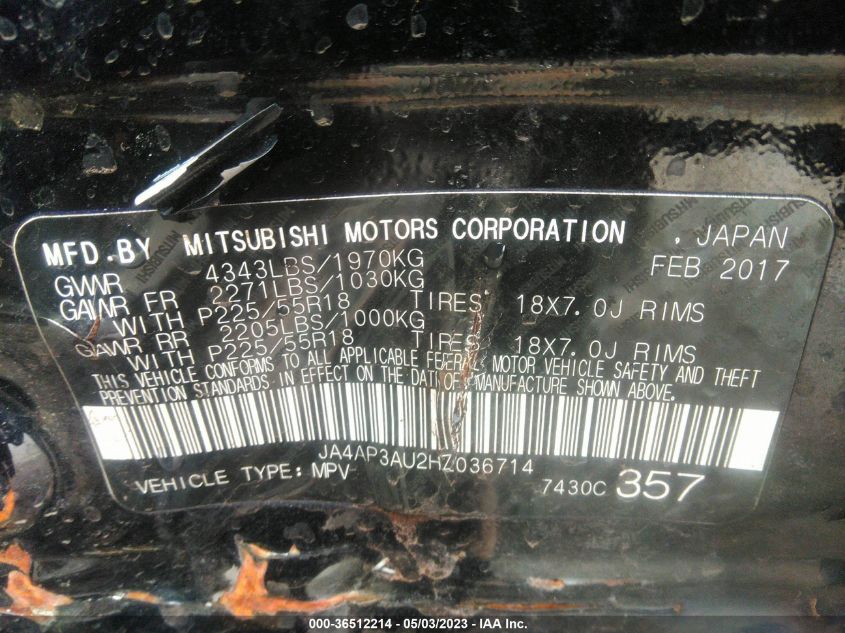 MFD.BY MITSUBISHI MOTORS CORPORATION , JAPAN
GVWR 4343LBS/1970KG FEB 2017
GAWR FR 2271LBS/1030KG
WITH P225/55R18 TIRES 18X7.0J RIMS
GAWR RR 2205LBS/1000KG
WITH P225/55R18 TIRES 18X7.0J RIMS
THIS VEHICLE CONFORMS TO ALL APPLICABLE FEDERAL MOTOR VEHICLE SAFETY AND THEFT
PREVENTION STANDARDS IN EFFECT ON THE DATE OF MANUFACTURE SHOWN ABOVE.
JA4AP3AU2HZ036714
VEHICLE TYPE: MPV 7430C 357
000-36512214 - 05/03/2023 - IAA Inc.